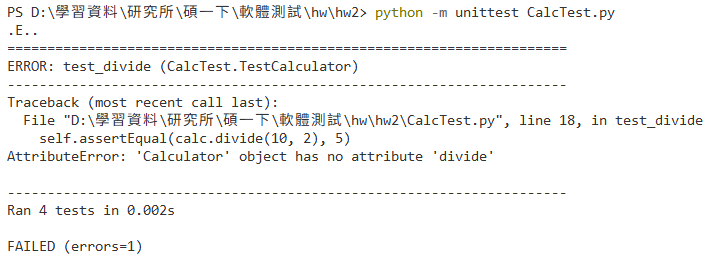 PS D:\學習資料\研究所\碩一下\軟體測試\hw\hw2> python -m unittest CalcTest.py
.E..
======================================================================
ERROR: test_divide (CalcTest.TestCalculator)
----------------------------------------------------------------------
Traceback (most recent call last):
  File "D:\學習資料\研究所\碩一下\軟體測試\hw\hw2\CalcTest.py", line 18, in test_divide
    self.assertEqual(calc.divide(10, 2), 5)
AttributeError: 'Calculator' object has no attribute 'divide'
----------------------------------------------------------------------
Ran 4 tests in 0.002s
FAILED (errors=1)